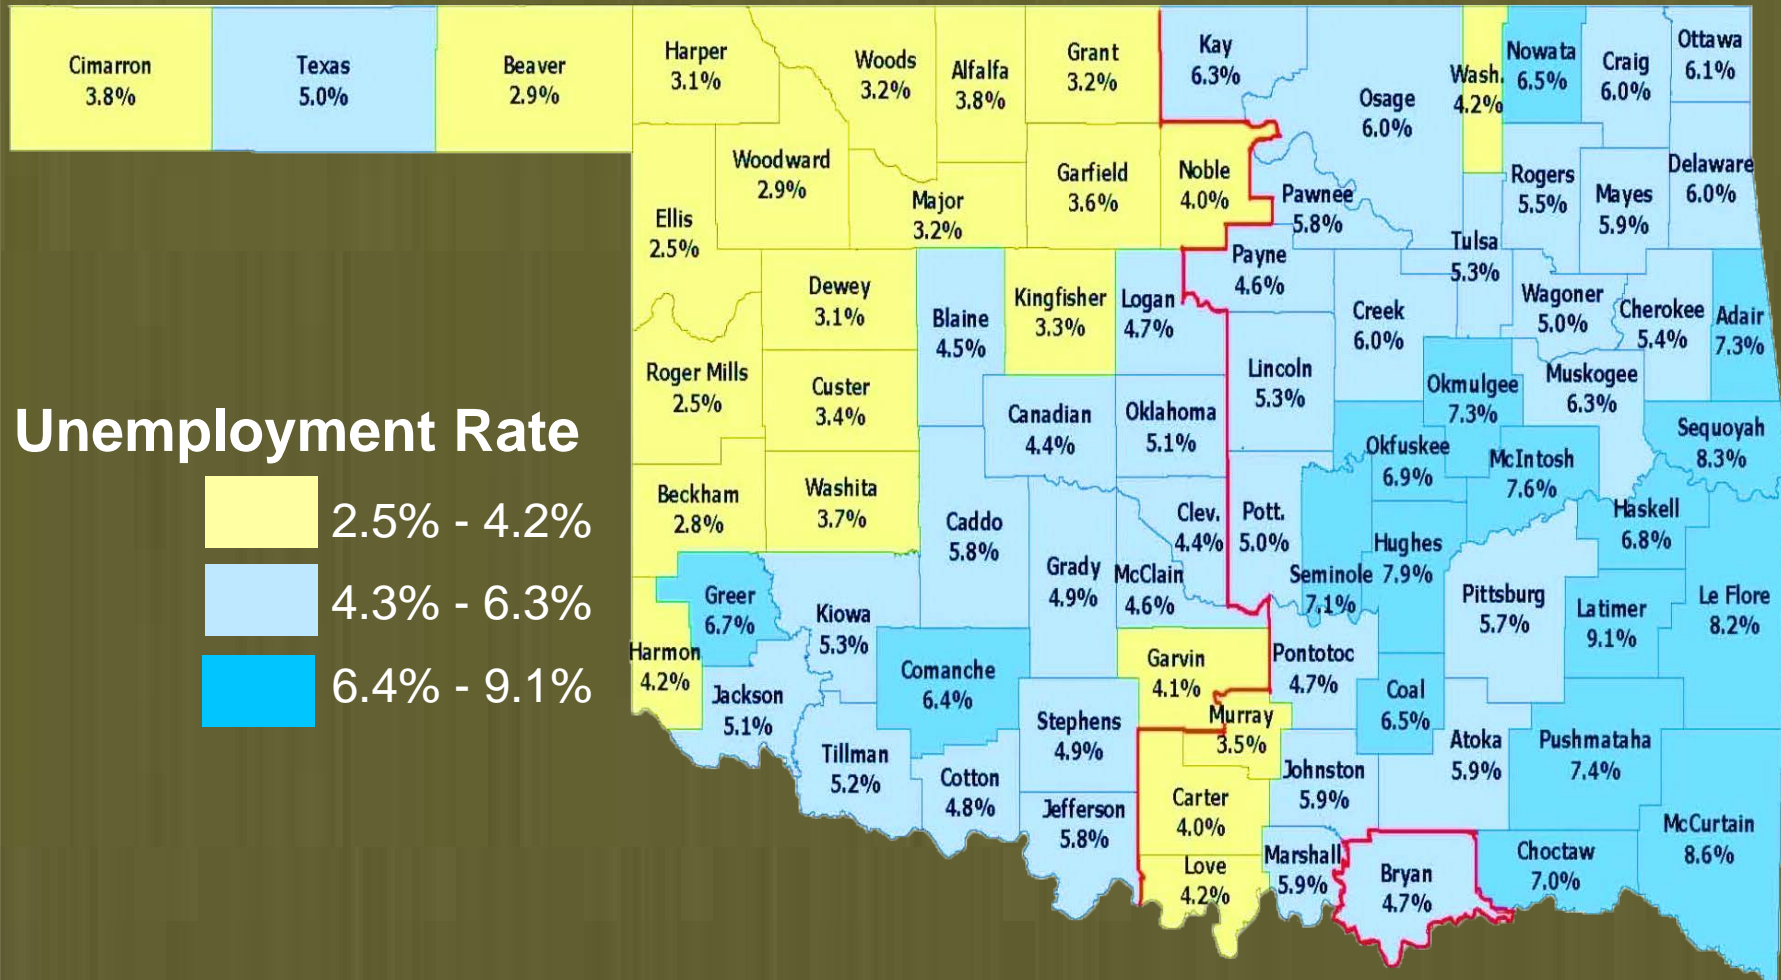 Cimarron
3.8%
Texas
5.0%
Beaver
2.9%
Harper
3.1%
Woods
3.2%
Alfalfa
3.8%
Grant
3.2%
Kay
6.3%
Osage
6.0%
Wash.
4.2%
Nowata
6.5%
Craig
6.0%
Ottawa
6.1%
Woodward
2.9%
Ellis
2.5%
Major
3.2%
Garfield
3.6%
Noble
4.0%
Pawnee
5.8%
Rogers
5.5%
Mayes
5.9%
Delaware
6.0%
Tulsa
5.3%
Payne
4.6%
Dewey
3.1%
Blaine
4.5%
Kingfisher
3.3%
Logan
4.7%
Creek
6.0%
Wagoner
5.0%
Cherokee
5.4%
Adair
7.3%
Roger Mills
2.5%
Custer
3.4%
Canadian
4.4%
Oklahoma
5.1%
Lincoln
5.3%
Okmulgee
7.3%
Muskogee
6.3%
Sequoyah
8.3%
Okfuskee
6.9%
McIntosh
7.6%
Unemployment Rate
2.5% - 4.2%
4.3% - 6.3%
6.4% - 9.1%
Beckham
2.8%
Washita
3.7%
Caddo
5.8%
Grady
4.9%
McClain
4.6%
Clev.
4.4%
Pott.
5.0%
Seminole
7.1%
Hughes
7.9%
Haskell
6.8%
Pittsburg
5.7%
Latimer
9.1%
Le Flore
8.2%
Greer
6.7%
Kiowa
5.3%
Harmon
4.2%
Jackson
5.1%
Comanche
6.4%
Garvin
4.1%
Pontotoc
4.7%
Coal
6.5%
Stephens
4.9%
Murray
3.5%
Tillman
5.2%
Cotton
4.8%
Johnston
5.9%
Atoka
5.9%
Pushmataha
7.4%
Jefferson
5.8%
Carter
4.0%
Love
4.2%
Marshall
5.9%
Bryan
4.7%
Choctaw
7.0%
McCurtain
8.6%